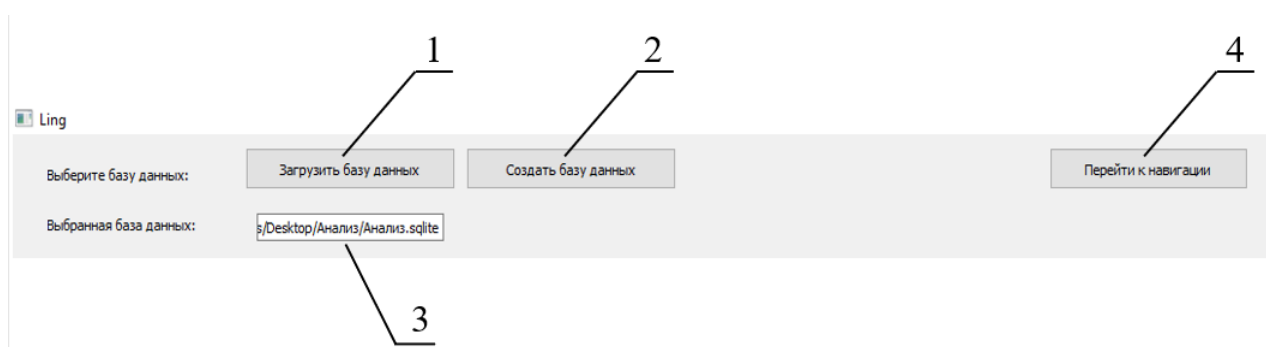 1 2 4
Ling
Выберите базу данных: Загрузить базу данных Создать базу данных Перейти к навигации
Выбранная база данных: s/Desktop/Анализ/Анализ.sqlite
3